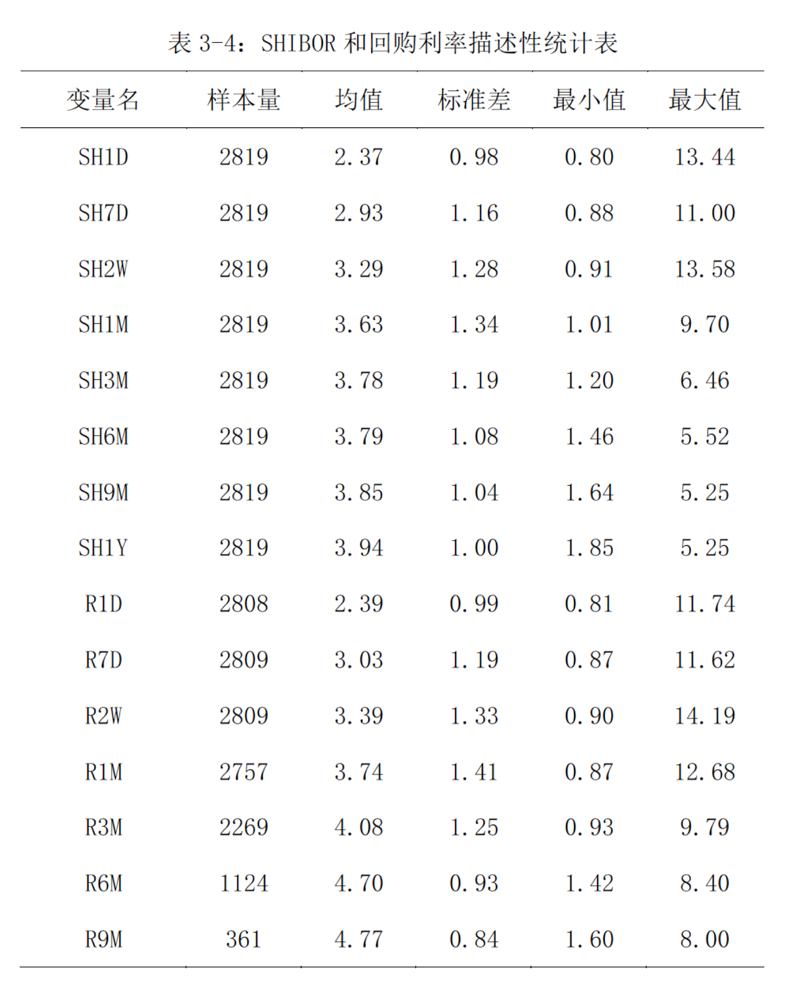 表 3-4：SHIBOR 和回购利率描述性统计表
变量名 样本量 均值 标准差 最小值 最大值
SH1D 2819 2.37 0.98 0.80 13.44
SH7D 2819 2.93 1.16 0.88 11.00
SH2W 2819 3.29 1.28 0.91 13.58
SH1M 2819 3.63 1.34 1.01 9.70
SH3M 2819 3.78 1.19 1.20 6.46
SH6M 2819 3.79 1.08 1.46 5.52
SH9M 2819 3.85 1.04 1.64 5.25
SH1Y 2819 3.94 1.00 1.85 5.25
R1D 2808 2.39 0.99 0.81 11.74
R7D 2809 3.03 1.19 0.87 11.62
R2W 2809 3.39 1.33 0.90 14.19
R1M 2757 3.74 1.41 0.87 12.68
R3M 2269 4.08 1.25 0.93 9.79
R6M 1124 4.70 0.93 1.42 8.40
R9M 361 4.77 0.84 1.60 8.00